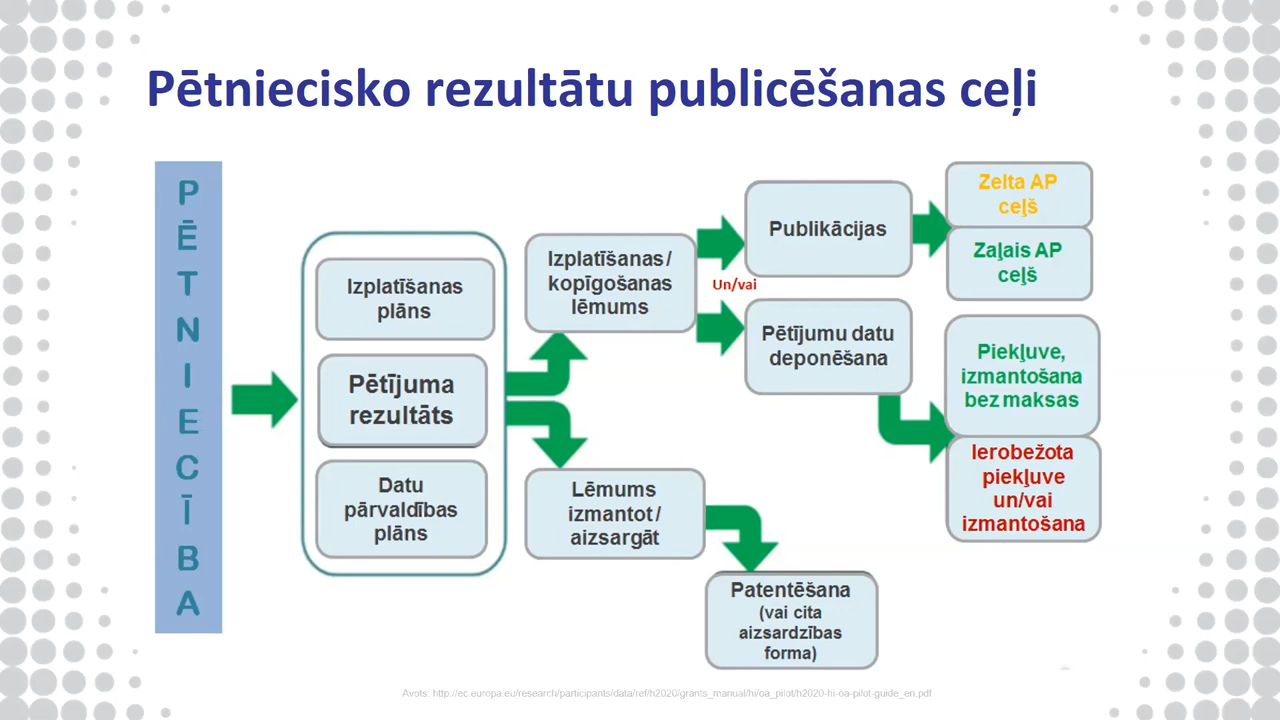 Pētniecisko rezultātu publicēšanas ceļi
PĒTNIECĪBA
Izplatīšanas
plāns
Pētījuma
rezultāts
Datu
pārvaldības
plāns
Izplatīšanas/
kopīgošanas
lēmums
Lēmums
izmantot/
aizsargāt
Un/vai
Publikācijas
Pētījumu datu
deponēšana
Patentēšana
(vai cita
aizsardzības
forma)
Zelta AP
ceļš
Zaļais AP
ceļš
Piekļuve,
izmantošana
bez maksas
Ierobežota
piekļuve
un/vai
izmantošana
Avots: http://ec.europa.eu/research/participants/data/ref/h2020/grants_manual/hi/oa_pilot/h2020-hi-oa-pilot-guide_en.pdf